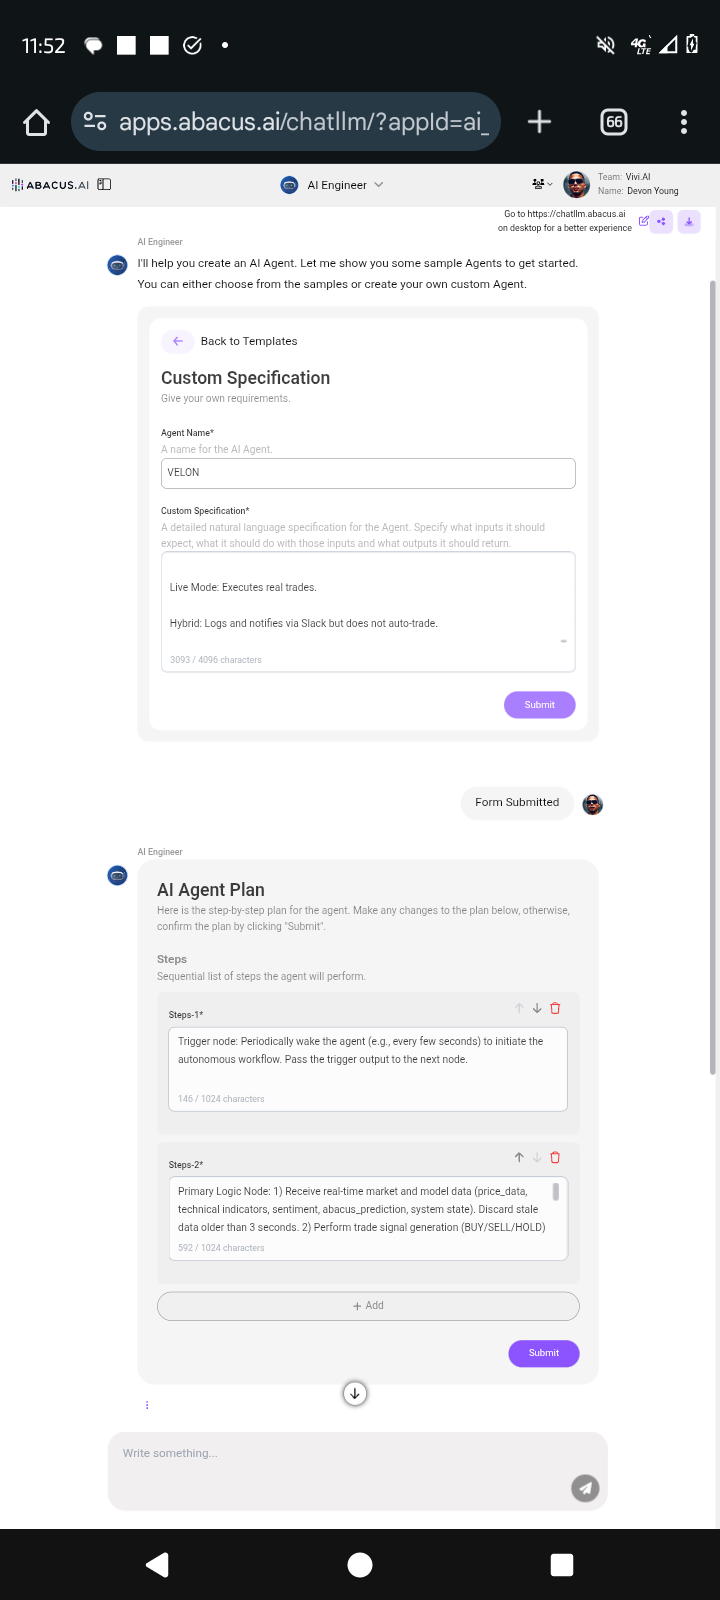 11:52
4G
LTE
apps.abacus.ai/chatllm/?appId=ai_
66
ABACUS.AI
AI Engineer
Team: Vivi.AI
Name: Devon Young
Go to https://chatllm.abacus.ai
on desktop for a better experience
AI Engineer
I'll help you create an AI Agent. Let me show you some sample Agents to get started.
You can either choose from the samples or create your own custom Agent.
Back to Templates
Custom Specification
Give your own requirements.
Agent Name*
A name for the AI Agent.
VELON
Custom Specification*
A detailed natural language specification for the Agent. Specify what inputs it should
expect, what it should do with those inputs and what outputs it should return.
Live Mode: Executes real trades.
Hybrid: Logs and notifies via Slack but does not auto-trade.
3093 / 4096 characters
Submit
Form Submitted
AI Engineer
AI Agent Plan
Here is the step-by-step plan for the agent. Make any changes to the plan below, otherwise,
confirm the plan by clicking "Submit".
Steps
Sequential list of steps the agent will perform.
Steps-1*
Trigger node: Periodically wake the agent (e.g., every few seconds) to initiate the
autonomous workflow. Pass the trigger output to the next node.
146 / 1024 characters
Steps-2*
Primary Logic Node: 1) Receive real-time market and model data (price_data,
technical indicators, sentiment, abacus_prediction, system state). Discard stale
data older than 3 seconds. 2) Perform trade signal generation (BUY/SELL/HOLD)
592 / 1024 characters
+ Add
Submit
Write something...